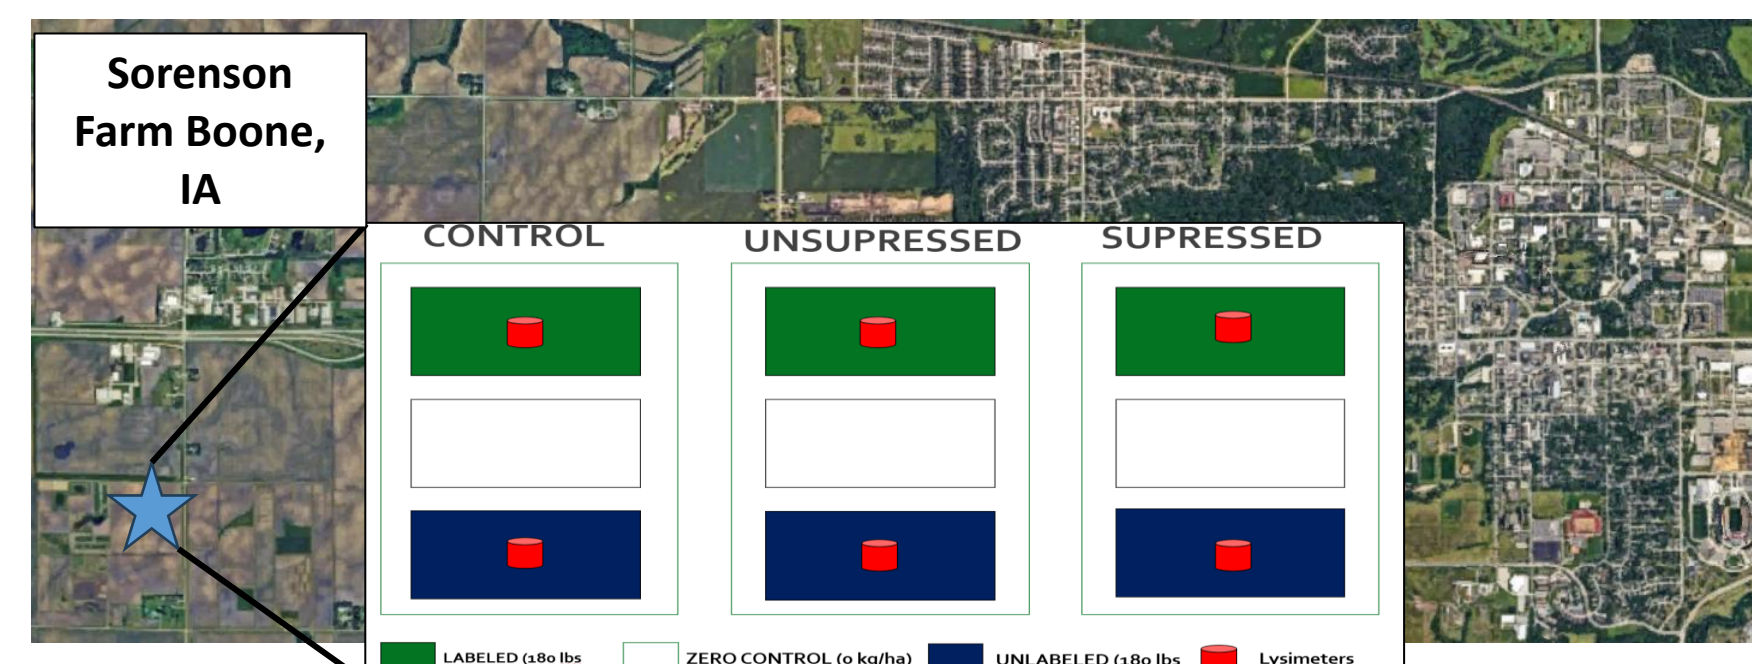 Sorenson
Farm Boone,
IA
CONTROL
UNSUPRESSED
SUPRESSED
LABELED (180 lbs
ZERO CONTROL (0 kg/ha)
UNLABELED (180 lbs
Lysimeters